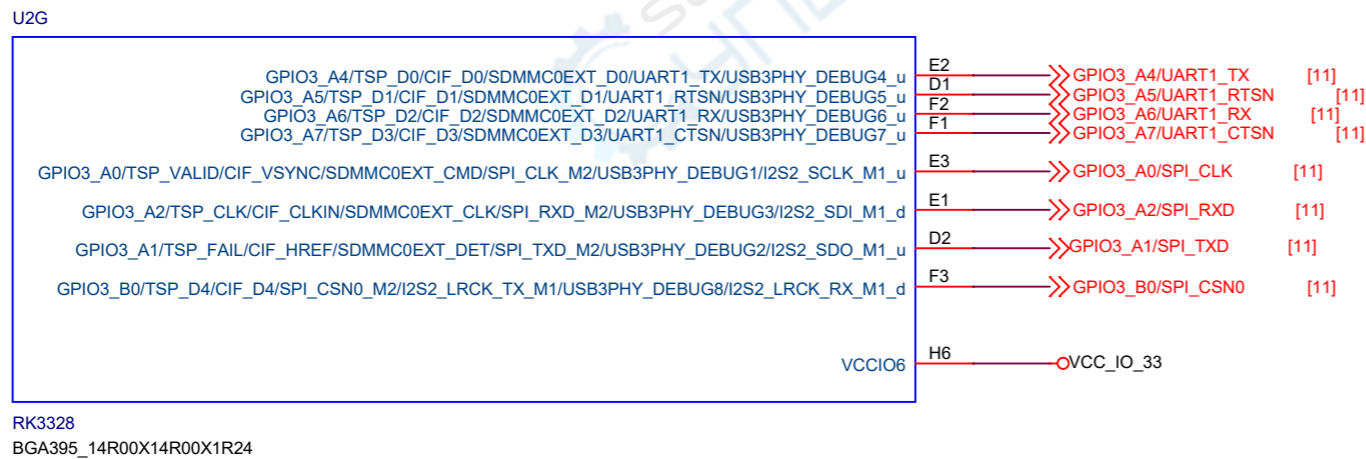 U2G
GPIO3_A4/TSP_D0/CIF_D0/SDMMC0EXT_D0/UART1_TX/USB3PHY_DEBUG4_u E2 GPIO3_A4/UART1_TX [11]
GPIO3_A5/TSP_D1/CIF_D1/SDMMC0EXT_D1/UART1_RTSN/USB3PHY_DEBUG5_u D1 GPIO3_A5/UART1_RTSN [11]
GPIO3_A6/TSP_D2/CIF_D2/SDMMC0EXT_D2/UART1_RX/USB3PHY_DEBUG6_u F2 GPIO3_A6/UART1_RX [11]
GPIO3_A7/TSP_D3/CIF_D3/SDMMC0EXT_D3/UART1_CTSN/USB3PHY_DEBUG7_u F1 GPIO3_A7/UART1_CTSN [11]
GPIO3_A0/TSP_VALID/CIF_VSYNC/SDMMC0EXT_CMD/SPI_CLK_M2/USB3PHY_DEBUG1/I2S2_SCLK_M1_u E3 GPIO3_A0/SPI_CLK [11]
GPIO3_A2/TSP_CLK/CIF_CLKIN/SDMMC0EXT_CLK/SPI_RXD_M2/USB3PHY_DEBUG3/I2S2_SDI_M1_d E1 GPIO3_A2/SPI_RXD [11]
GPIO3_A1/TSP_FAIL/CIF_HREF/SDMMC0EXT_DET/SPI_TXD_M2/USB3PHY_DEBUG2/I2S2_SDO_M1_u D2 GPIO3_A1/SPI_TXD [11]
GPIO3_B0/TSP_D4/CIF_D4/SPI_CSN0_M2/I2S2_LRCK_TX_M1/USB3PHY_DEBUG8/I2S2_LRCK_RX_M1_d F3 GPIO3_B0/SPI_CSN0 [11]
VCCIO6 H6 VCC_IO_33
RK3328
BGA395_14R00X14R00X1R24